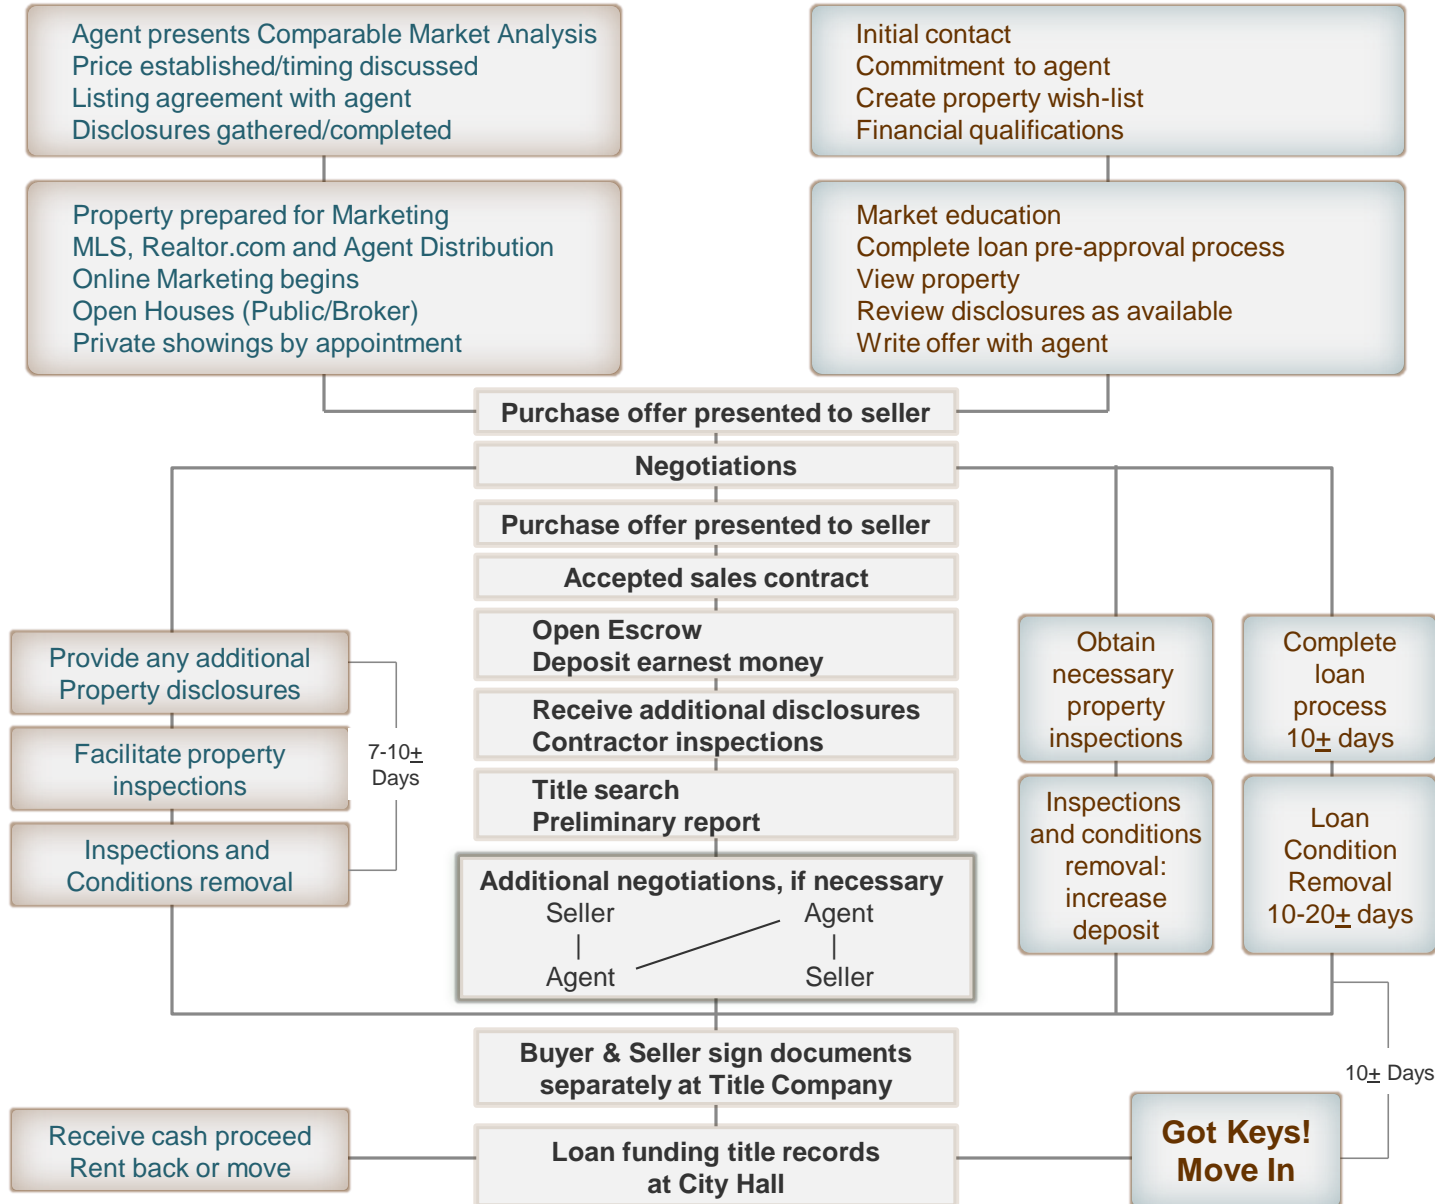 Agent presents Comparable Market Analysis
Price established/timing discussed
Listing agreement with agent
Disclosures gathered/completed
Initial contact
Commitment to agent
Create property wish-list
Financial qualifications
Property prepared for Marketing
MLS, Realtor.com and Agent Distribution
Online Marketing begins
Open Houses (Public/Broker)
Private showings by appointment
Market education
Complete loan pre-approval process
View property
Review disclosures as available
Write offer with agent
Purchase offer presented to seller
Negotiations
Purchase offer presented to seller
Accepted sales contract
Open Escrow
Deposit earnest money
Receive additional disclosures
Contractor inspections
Title search
Preliminary report
Provide any additional
Property disclosures
Facilitate property
inspections
Inspections and
Conditions removal
7-10±
Days
Obtain
necessary
property
inspections
Inspections
and conditions
removal:
increase
deposit
Complete
loan
process
10± days
Loan
Condition
Removal
10-20± days
Additional negotiations, if necessary
Seller Agent
Agent Seller
Buyer & Seller sign documents
separately at Title Company
10± Days
Receive cash proceed
Rent back or move
Loan funding title records
at City Hall
Got Keys!
Move In